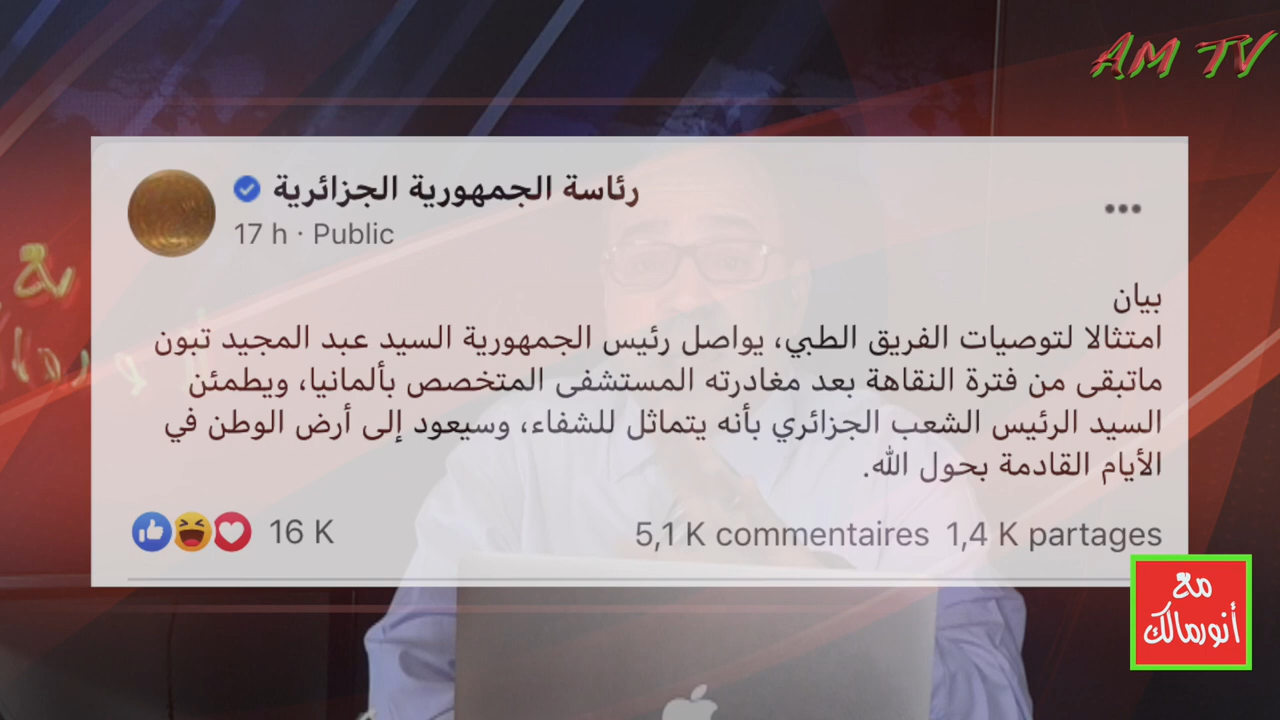 AM TV
رئاسة الجمهورية الجزائرية
17 h · Public
بيان
امتثالا لتوصيات الفريق الطبي، يواصل رئيس الجمهورية السيد عبد المجيد تبون
ماتبقى من فترة النقاهة بعد مغادرته المستشفى المتخصص بألمانيا، ويطمئن
السيد الرئيس الشعب الجزائري بأنه يتماثل للشفاء، وسيعود إلى أرض الوطن في
الأيام القادمة بحول الله.
16 K
5,1 K commentaires 1,4 K partages
مع
مع
أنورمالك